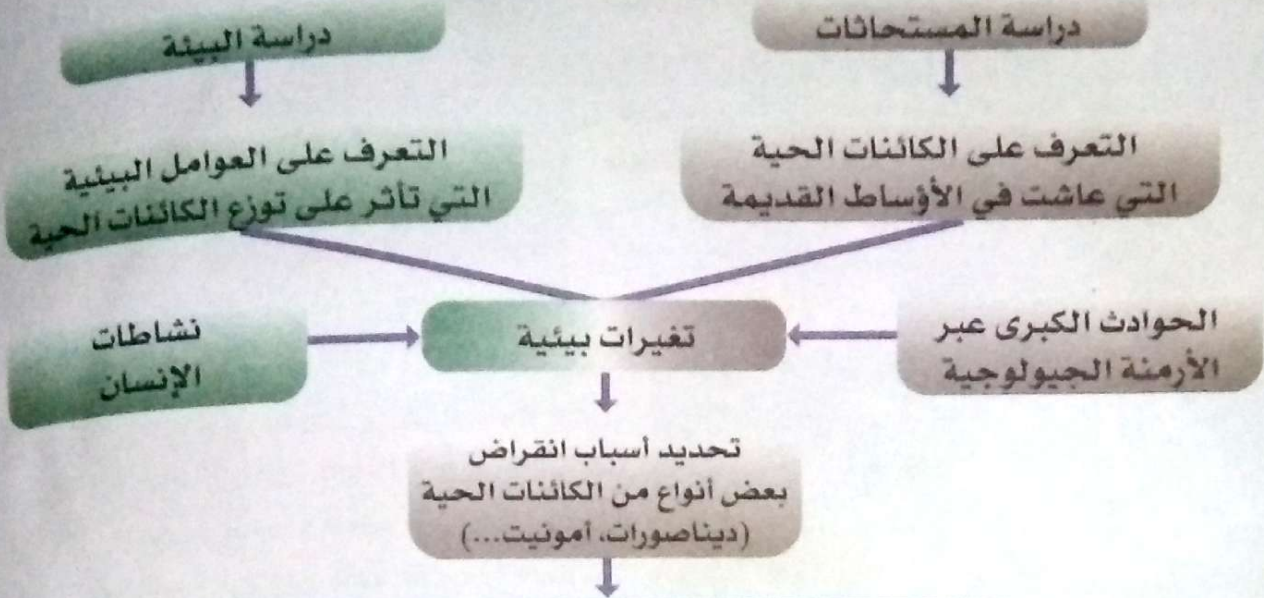 دراسة المستحاثات
دراسة البيئة
التعرف على الكائنات الحية
التي عاشت في الأؤساط القديمة
التعرف على العوامل البيئية
التي تأثر على توزع الكائنات الحية
الحوادث الكبرى عبر
الأرمنة الجيولوجية
تغيرات بيئية
نشاطات
الإنسان
تحديد أسباب انقراض
بعض أنواع من الكائنات الحية
(ديناصورات، أمونيت...)